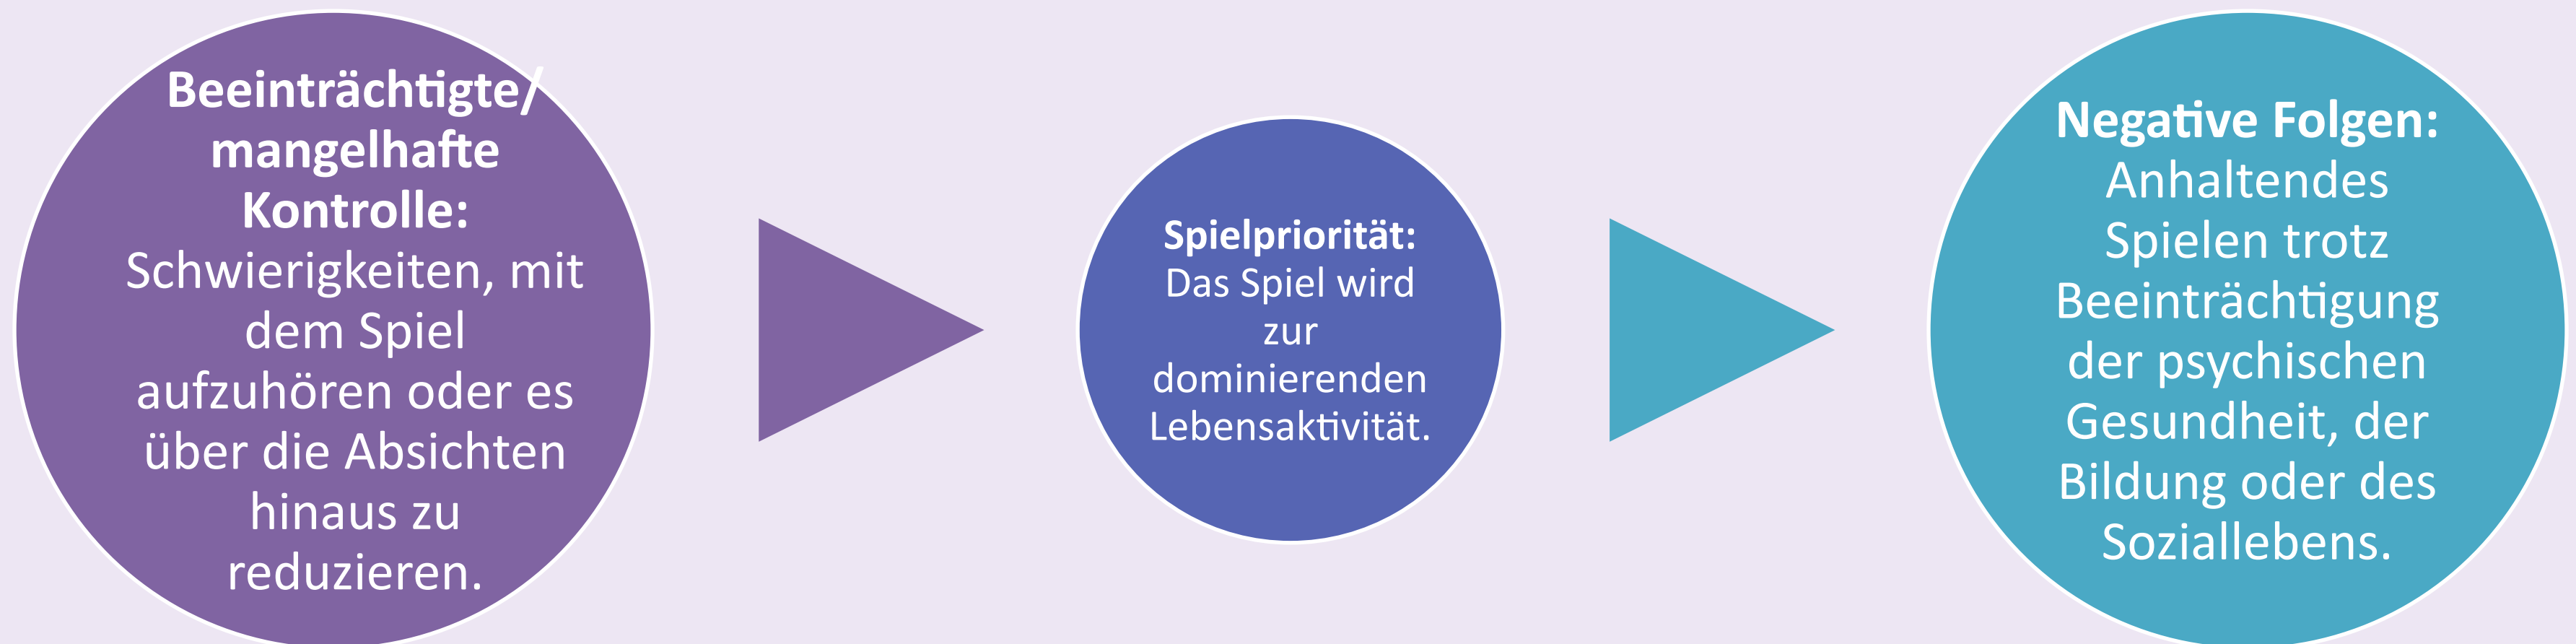 Beeinträchtigte/
mangelhafte
Kontrolle:
Schwierigkeiten, mit
dem Spiel
aufzuhören oder es
über die Absichten
hinaus zu
reduzieren.
Spielpriorität:
Das Spiel wird
zur
dominierenden
Lebensaktivität.
Negative Folgen:
Anhaltendes
Spielen trotz
Beeinträchtigung
der psychischen
Gesundheit, der
Bildung oder des
Soziallebens.